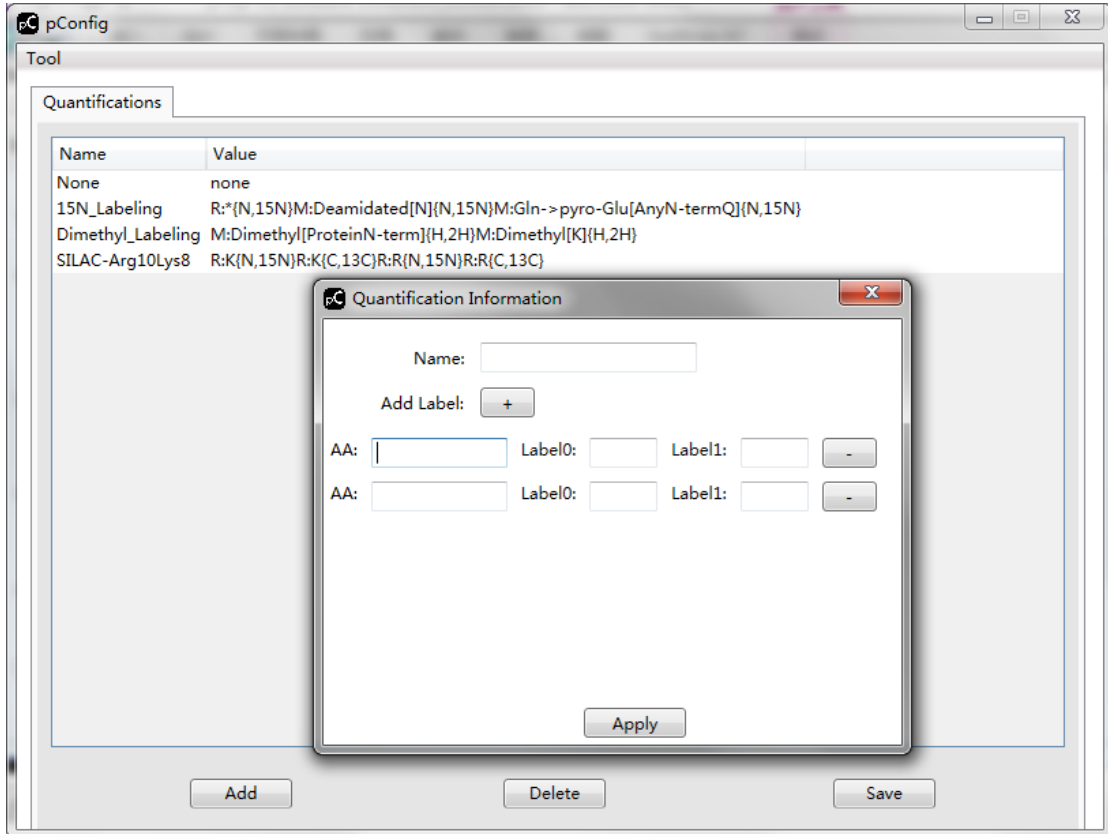 pC pConfig
Tool
Quantifications
Name Value
None none
15N_Labeling R:*{N,15N}M:Deamidated[N]{N,15N}M:Gln->pyro-Glu[AnyN-termQ]{N,15N}
Dimethyl_Labeling M:Dimethyl[ProteinN-term]{H,2H}M:Dimethyl[K]{H,2H}
SILAC-Arg10Lys8 R:K{N,15N}R:K{C,13C}R:R{N,15N}R:R{C,13C}
pC Quantification Information
Name:
Add Label: +
AA: Label0: Label1: -
AA: Label0: Label1: -
Apply
Add Delete Save